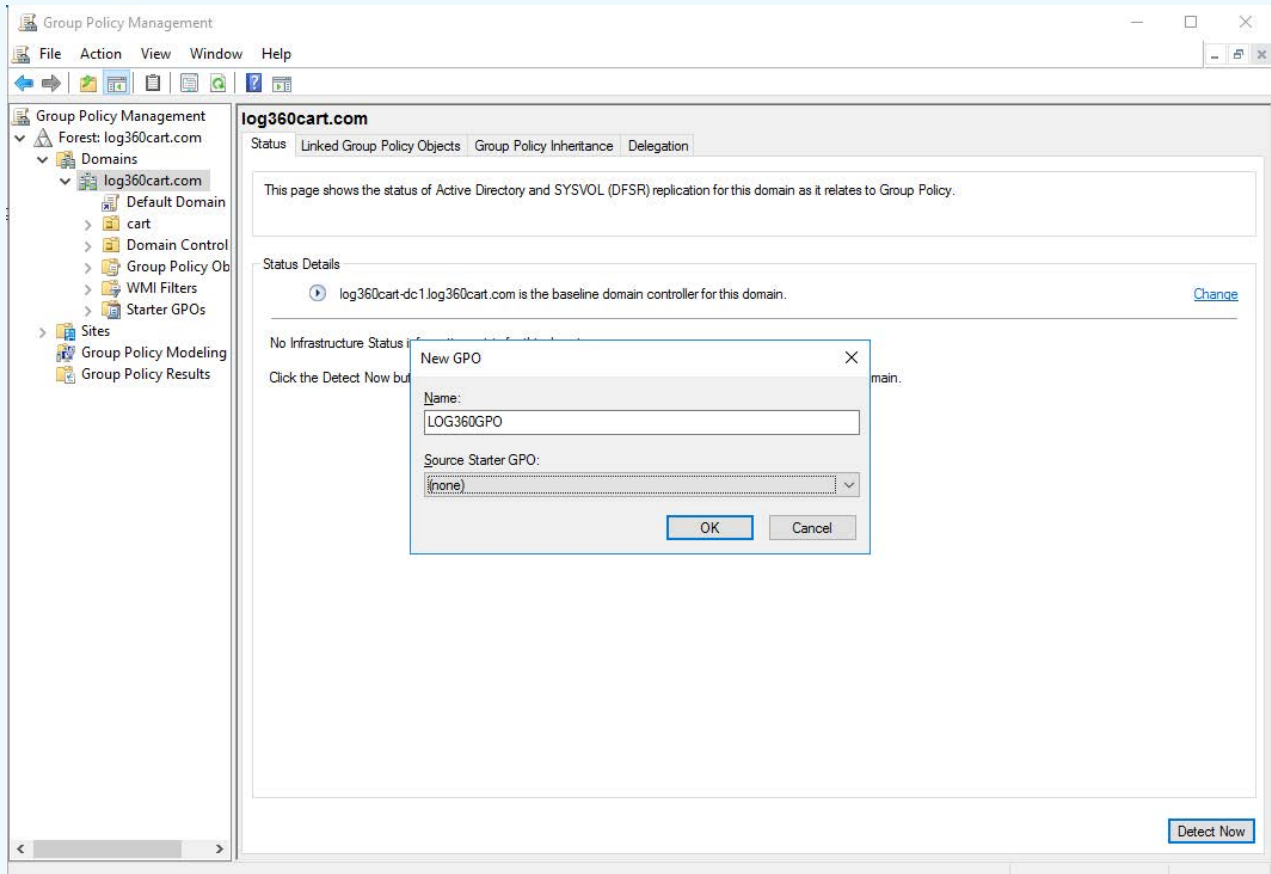 Group Policy Management
File Action View Window Help
Group Policy Management
Forest: log360cart.com
Domains
log360cart.com
Default Domain
cart
Domain Control
Group Policy Ob
WMI Filters
Starter GPOs
Sites
Group Policy Modeling
Group Policy Results
log360cart.com
Status Linked Group Policy Objects Group Policy Inheritance Delegation
This page shows the status of Active Directory and SYSVOL (DFSR) replication for this domain as it relates to Group Policy.
Status Details
log360cart-dc1.log360cart.com is the baseline domain controller for this domain.
Change
No Infrastructure Status
Click the Detect Now main.
New GPO
Name:
LOG360GPO
Source Starter GPO:
(none)
OK Cancel
Detect Now